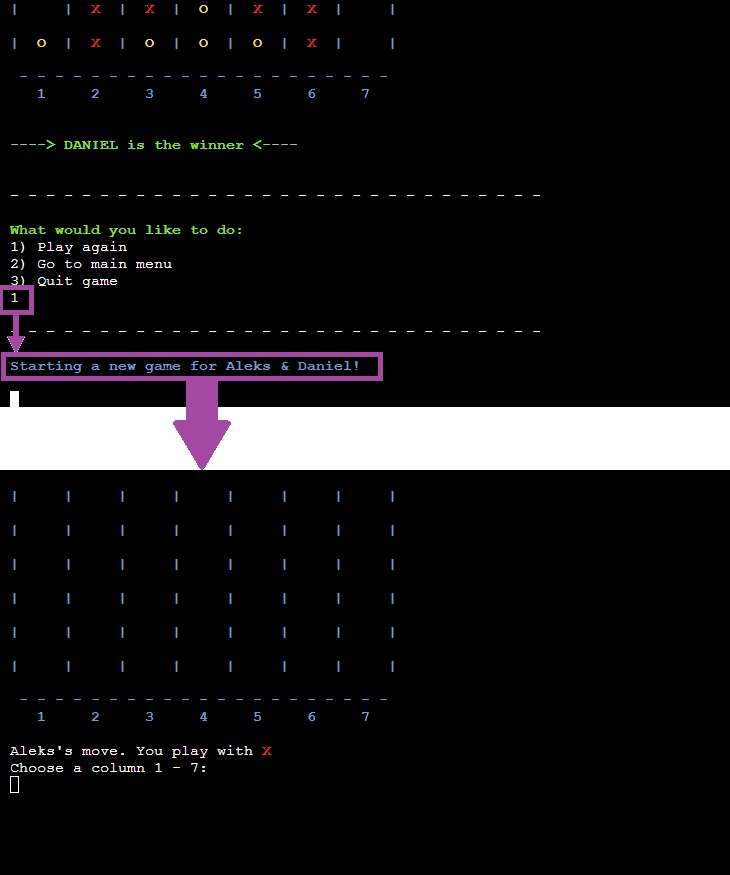 |     |  X  |  X  |  O  |  X  |  X  |     |
|  O  |  X  |  O  |  O  |  O  |  X  |     |
- - - - - - - - - - - - - - - - - - - - -
1     2     3     4     5     6     7
----> DANIEL is the winner <----
- - - - - - - - - - - - - - - - - - - - - - - - - - - - - -
What would you like to do:
1) Play again
2) Go to main menu
3) Quit game
1
- - - - - - - - - - - - - - - - - - - - - - - - - - - - - -
Starting a new game for Aleks & Daniel!
|     |     |     |     |     |     |     |
|     |     |     |     |     |     |     |
|     |     |     |     |     |     |     |
|     |     |     |     |     |     |     |
|     |     |     |     |     |     |     |
|     |     |     |     |     |     |     |
- - - - - - - - - - - - - - - - - - - - -
1     2     3     4     5     6     7
Aleks's move. You play with X
Choose a column 1 - 7: